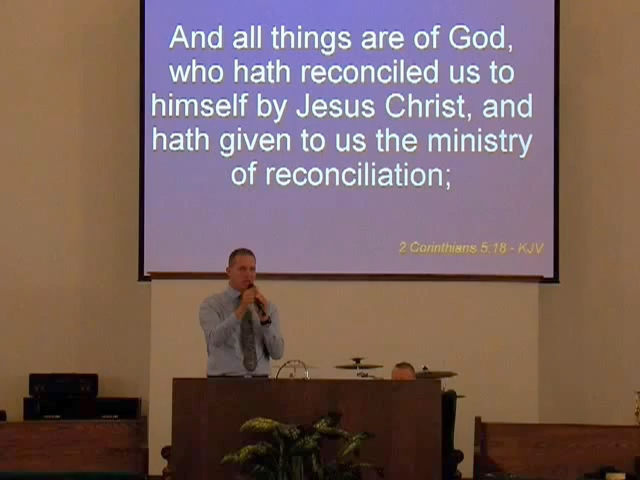 And all things are of God,
who hath reconciled us to
himself by Jesus Christ, and
hath given to us the ministry
of reconciliation;
2 Corinthians 5:18 - KJV